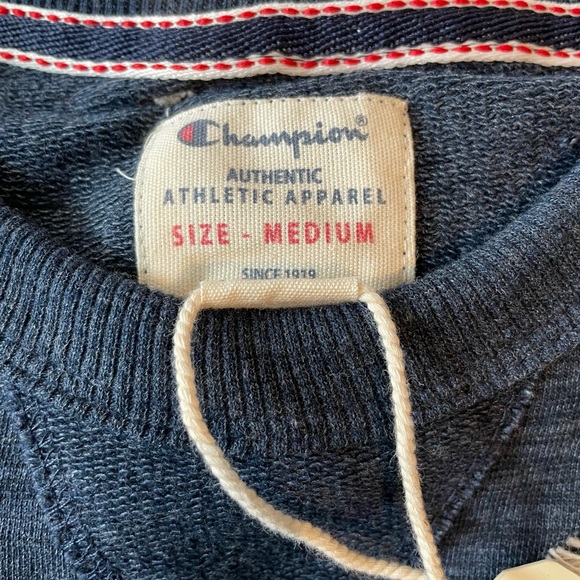 Champion®
AUTHENTIC
ATHLETIC APPAREL
SIZE - MEDIUM
SINCE 1919